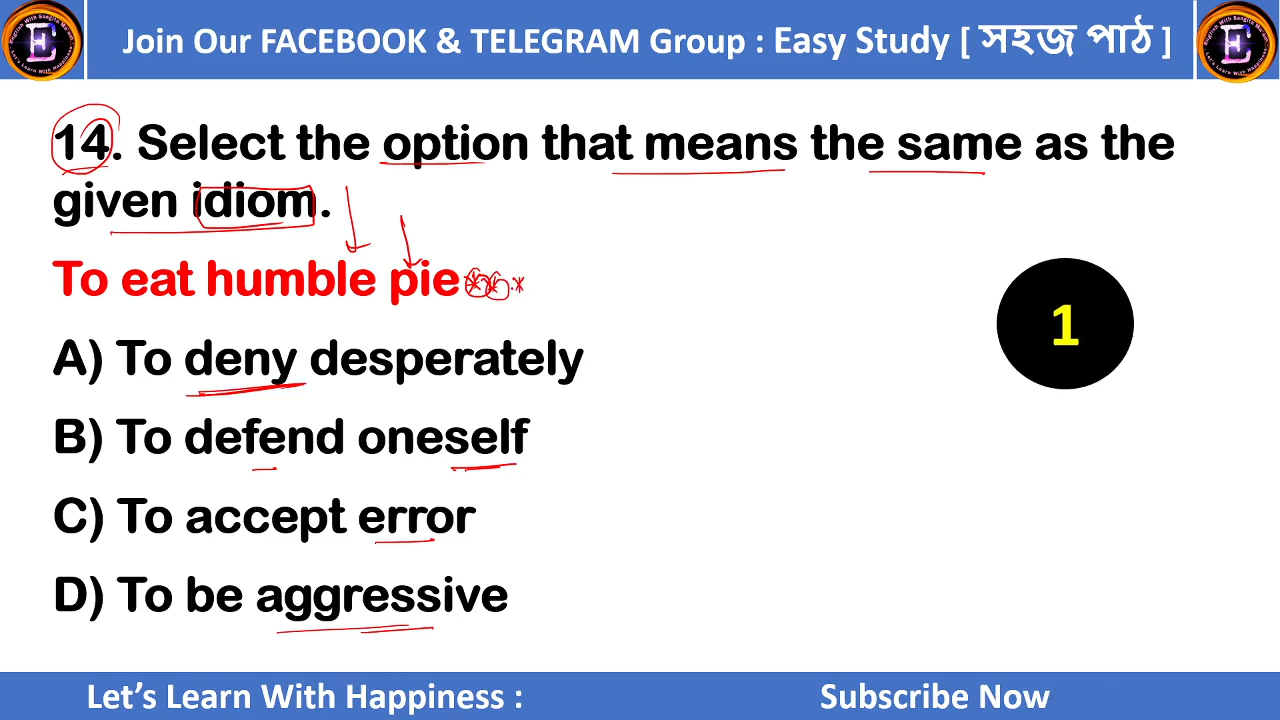 Join Our FACEBOOK & TELEGRAM Group : Easy Study [ সহজ পাঠ ]
14. Select the option that means the same as the
given idiom.
To eat humble pie***
1
A) To deny desperately
B) To defend oneself
C) To accept error
D) To be aggressive
Let's Learn With Happiness :
Subscribe Now